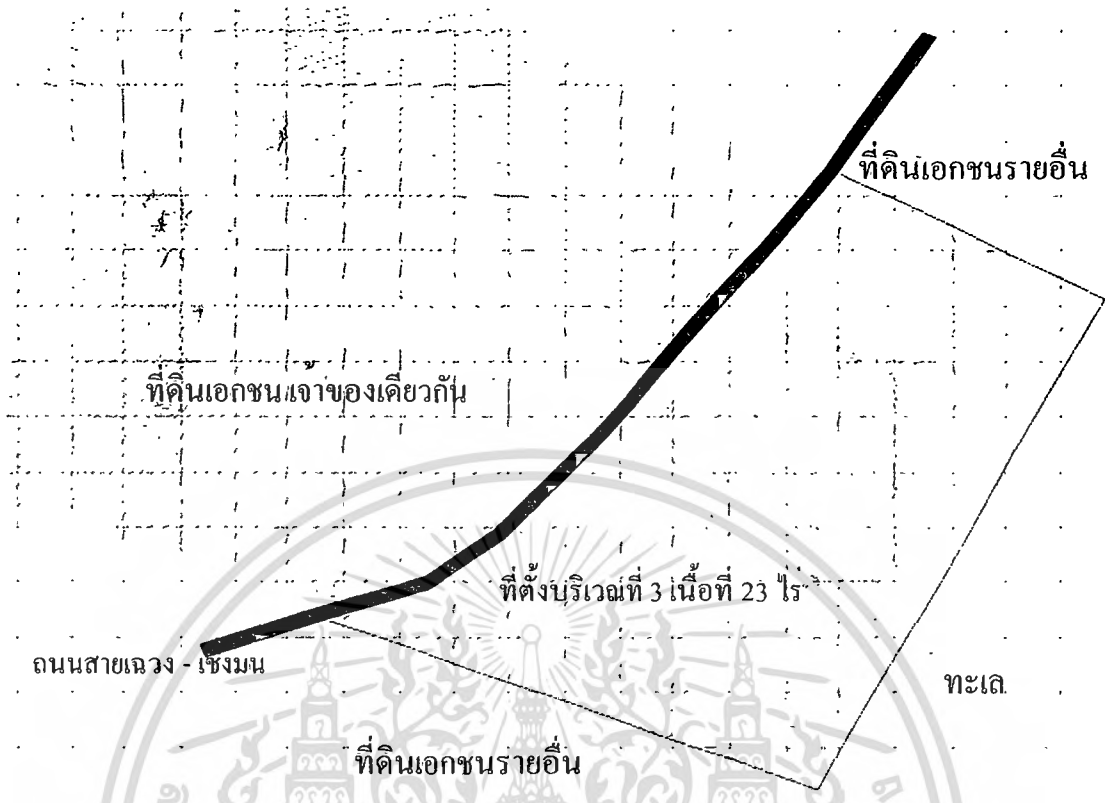 ที่ดินเอกชนรายอื่น
ที่ดินเอกชนเจ้าของเดียวกัน
ที่ตั้งบริเวณที่ 3 เนื้อที่ 23 ไร่
ถนนสายเฉวง - เชิงมน
ทะเล
ที่ดินเอกชนรายอื่น